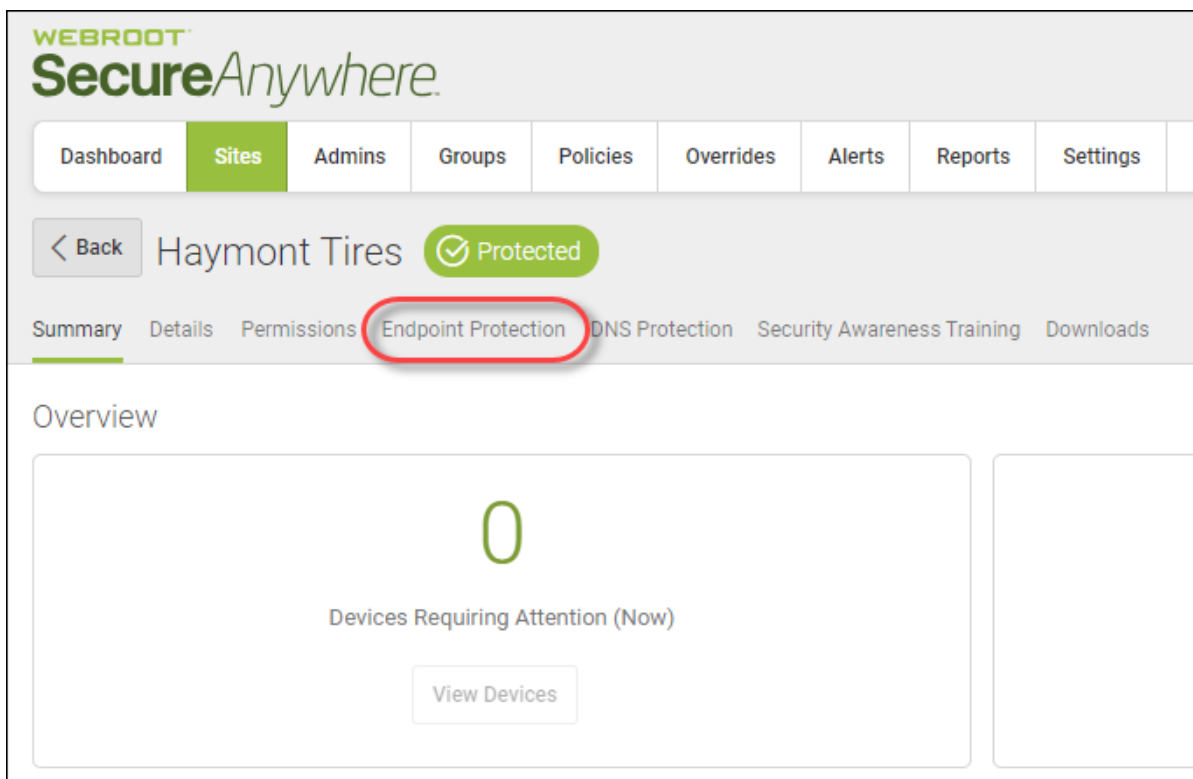 WEBROOT
SecureAnywhere
Dashboard Sites Admins Groups Policies Overrides Alerts Reports Settings
Back Haymont Tires Protected
Summary Details Permissions Endpoint Protection DNS Protection Security Awareness Training Downloads
Overview
0
Devices Requiring Attention (Now)
View Devices